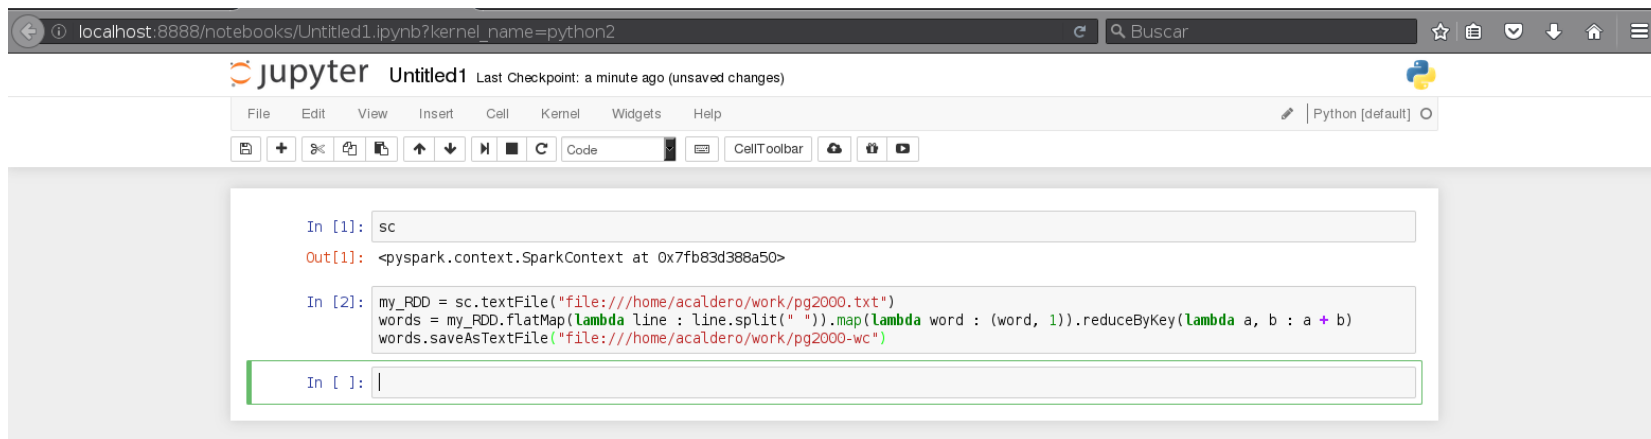 localhost:8888/notebooks/Untitled1.ipynb?kernel_name=python2
Buscar
jupyter Untitled1 Last Checkpoint: a minute ago (unsaved changes)
File Edit View Insert Cell Kernel Widgets Help Python [default]
Code CellToolbar
In [1]: sc
Out[1]: <pyspark.context.SparkContext at 0x7fb83d388a50>
In [2]: my_RDD = sc.textFile("file:///home/acaldero/work/pg2000.txt")
words = my_RDD.flatMap(lambda line : line.split(" ")).map(lambda word : (word, 1)).reduceByKey(lambda a, b : a + b)
words.saveAsTextFile("file:///home/acaldero/work/pg2000-wc")
In [ ]: